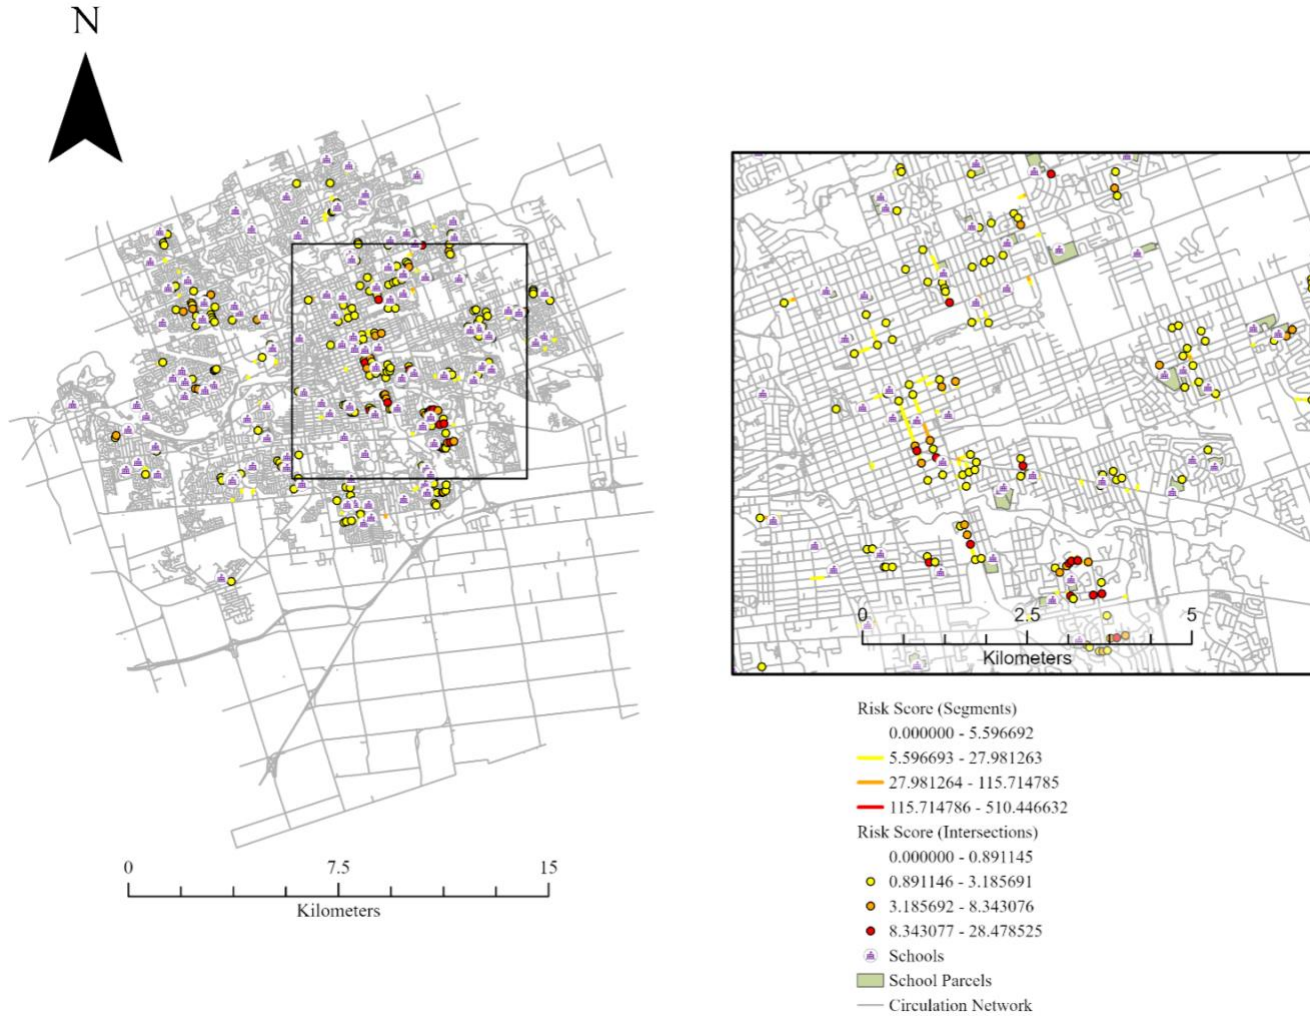 N
0 2.5 5
Kilometers
Risk Score (Segments)
0.000000 - 5.596692
5.596693 - 27.981263
27.981264 - 115.714785
115.714786 - 510.446632
Risk Score (Intersections)
0.000000 - 0.891145
0.891146 - 3.185691
3.185692 - 8.343076
8.343077 - 28.478525
Schools
School Parcels
Circulation Network
0 7.5 15
Kilometers